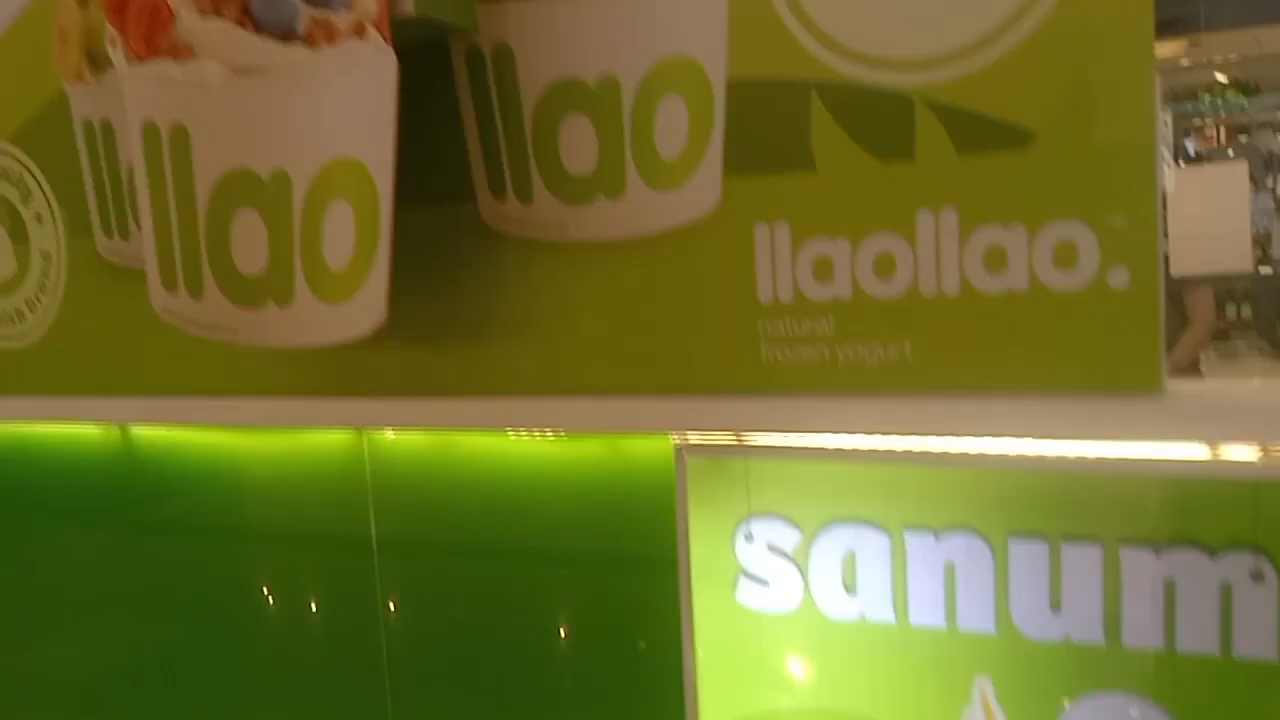 llao
llao
llaollao.
natural
frozen yogurt
sanum